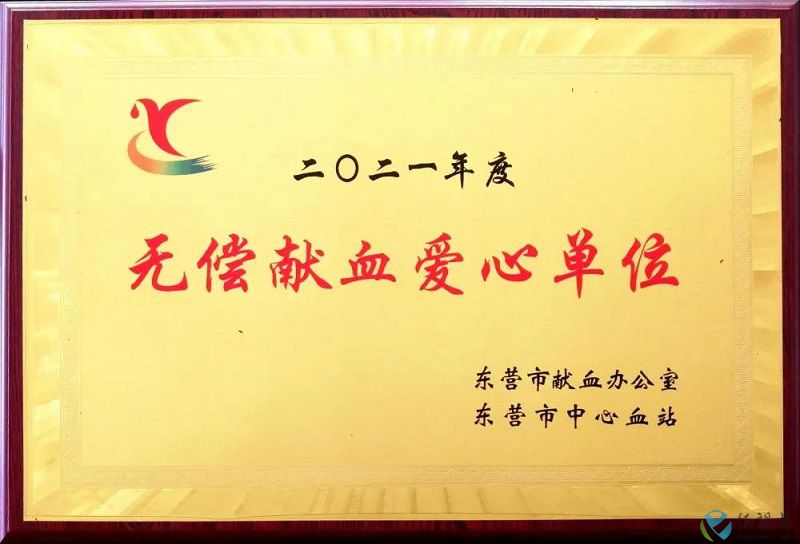 二〇二一年度
无偿献血爱心单位
东营市献血办公室
东营市中心血站